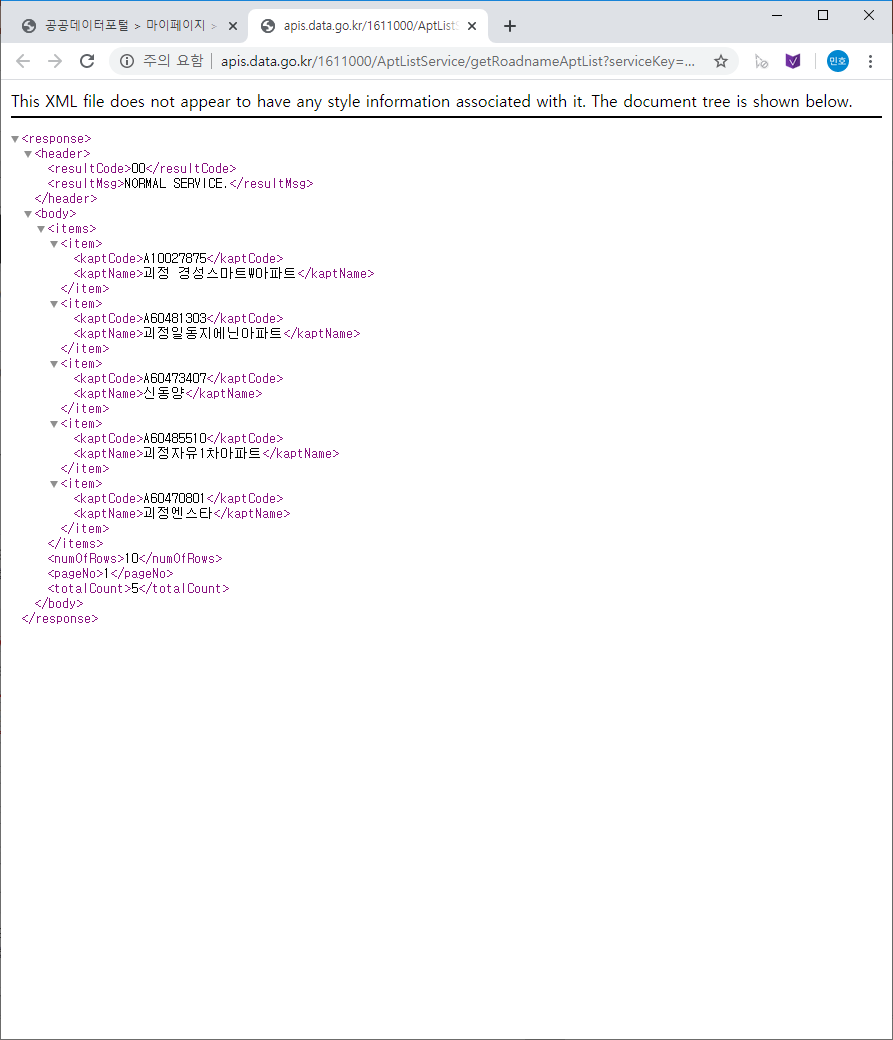 공공데이터포털 > 마이페이지 >
apis.data.go.kr/1611000/AptList
주의 요함 | apis.data.go.kr/1611000/AptListService/getRoadnameAptList?serviceKey=...
민호
This XML file does not appear to have any style information associated with it. The document tree is shown below.
▼<response>
▼<header>
<resultCode>00</resultCode>
<resultMsg>NORMAL SERVICE.</resultMsg>
</header>
▼<body>
▼<items>
▼<item>
<kaptCode>A10027875</kaptCode>
<kaptName>괴정 경성스마트W아파트</kaptName>
</item>
▼<item>
<kaptCode>A60481303</kaptCode>
<kaptName>괴정일동지에닌아파트</kaptName>
</item>
▼<item>
<kaptCode>A60473407</kaptCode>
<kaptName>신동양</kaptName>
</item>
▼<item>
<kaptCode>A60485510</kaptCode>
<kaptName>괴정자유1차아파트</kaptName>
</item>
▼<item>
<kaptCode>A60470801</kaptCode>
<kaptName>괴정엔스타</kaptName>
</item>
</items>
<numOfRows>10</numOfRows>
<pageNo>1</pageNo>
<totalCount>5</totalCount>
</body>
</response>